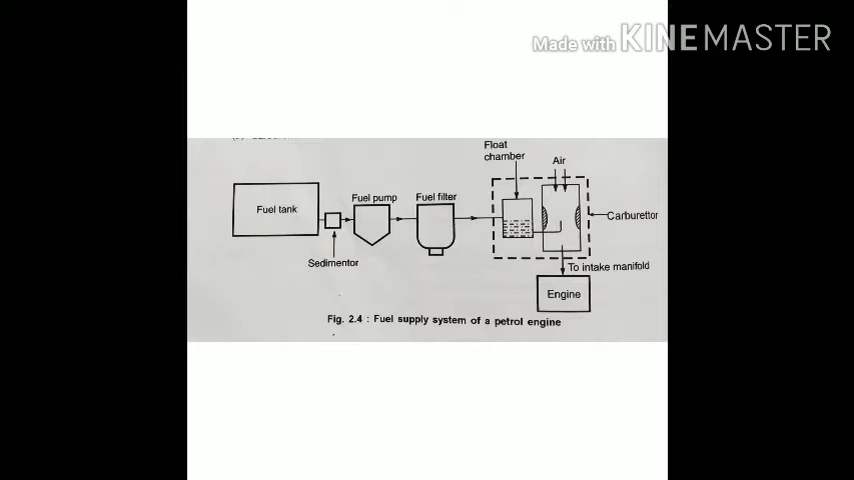 Made with KINEMASTER
Float
chamber
Air
Fuel tank
Fuel pump
Fuel filter
Carburettor
Sedimentor
To intake manifold
Engine
Fig. 2.4 : Fuel supply system of a petrol engine